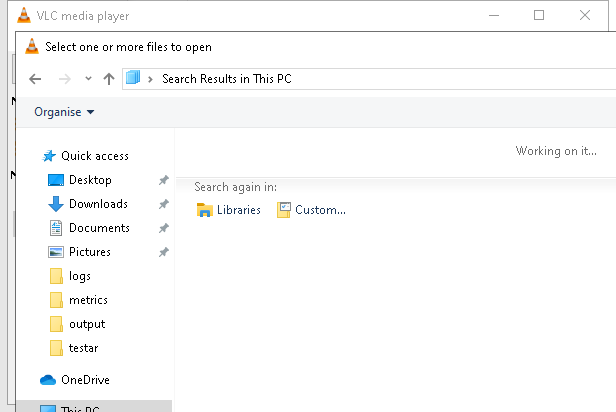 VLC media player
Select one or more files to open
Search Results in This PC
Organise
Working on it...
Search again in:
Libraries
Custom...
Quick access
Desktop
Downloads
Documents
Pictures
logs
metrics
output
testar
OneDrive
This PC